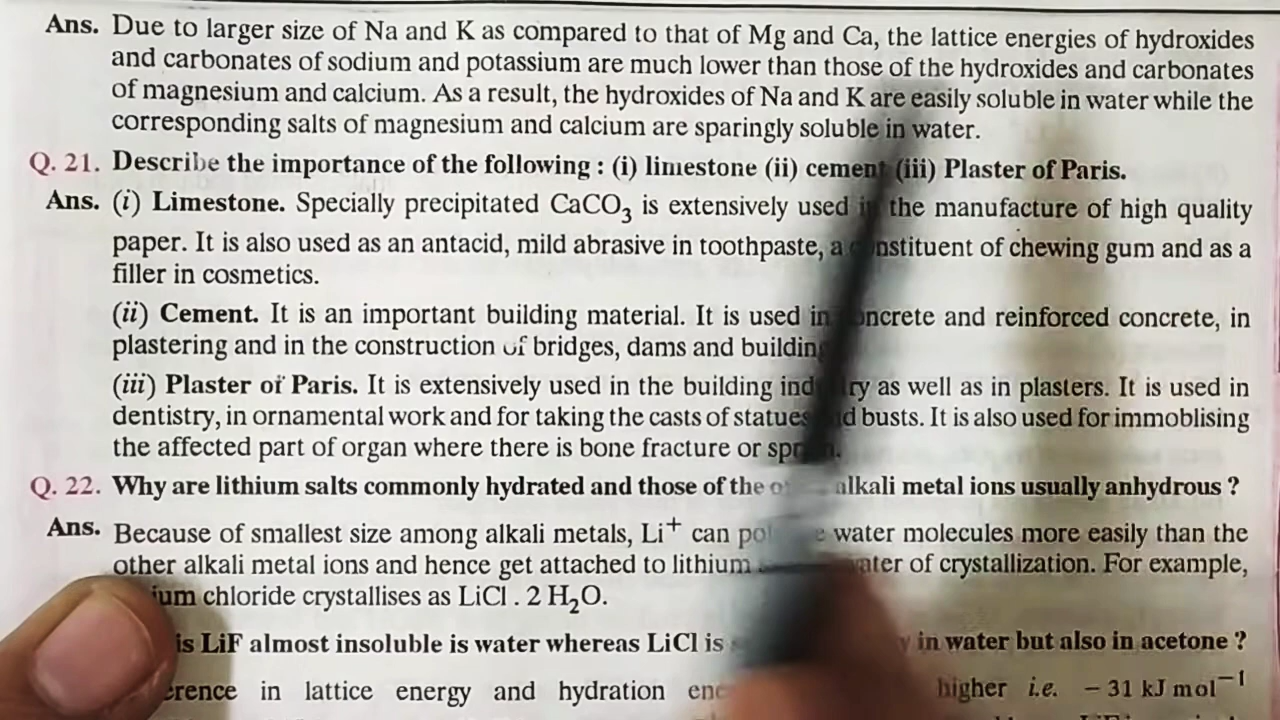 Ans. Due to larger size of Na and K as compared to that of Mg and Ca, the lattice energies of hydroxides
and carbonates of sodium and potassium are much lower than those of the hydroxides and carbonates
of magnesium and calcium. As a result, the hydroxides of Na and K are easily soluble in water while the
corresponding salts of magnesium and calcium are sparingly soluble in water.
Q. 21. Describe the importance of the following : (i) limestone (ii) cement (iii) Plaster of Paris.
Ans. (i) Limestone. Specially precipitated CaCO₃ is extensively used in the manufacture of high quality
paper. It is also used as an antacid, mild abrasive in toothpaste, a constituent of chewing gum and as a
filler in cosmetics.
(ii) Cement. It is an important building material. It is used in concrete and reinforced concrete, in
plastering and in the construction of bridges, dams and building
(iii) Plaster of Paris. It is extensively used in the building industry as well as in plasters. It is used in
dentistry, in ornamental work and for taking the casts of statues and busts. It is also used for immoblising
the affected part of organ where there is bone fracture or sprain.
Q. 22. Why are lithium salts commonly hydrated and those of the alkali metal ions usually anhydrous ?
Ans. Because of smallest size among alkali metals, Li⁺ can water molecules more easily than the
other alkali metal ions and hence get attached to lithium water of crystallization. For example,
chloride crystallises as LiCl . 2 H₂O.
is LiF almost insoluble is water whereas LiCl is in water but also in acetone ?
in lattice energy and hydration higher i.e. – 31 kJ mol⁻¹